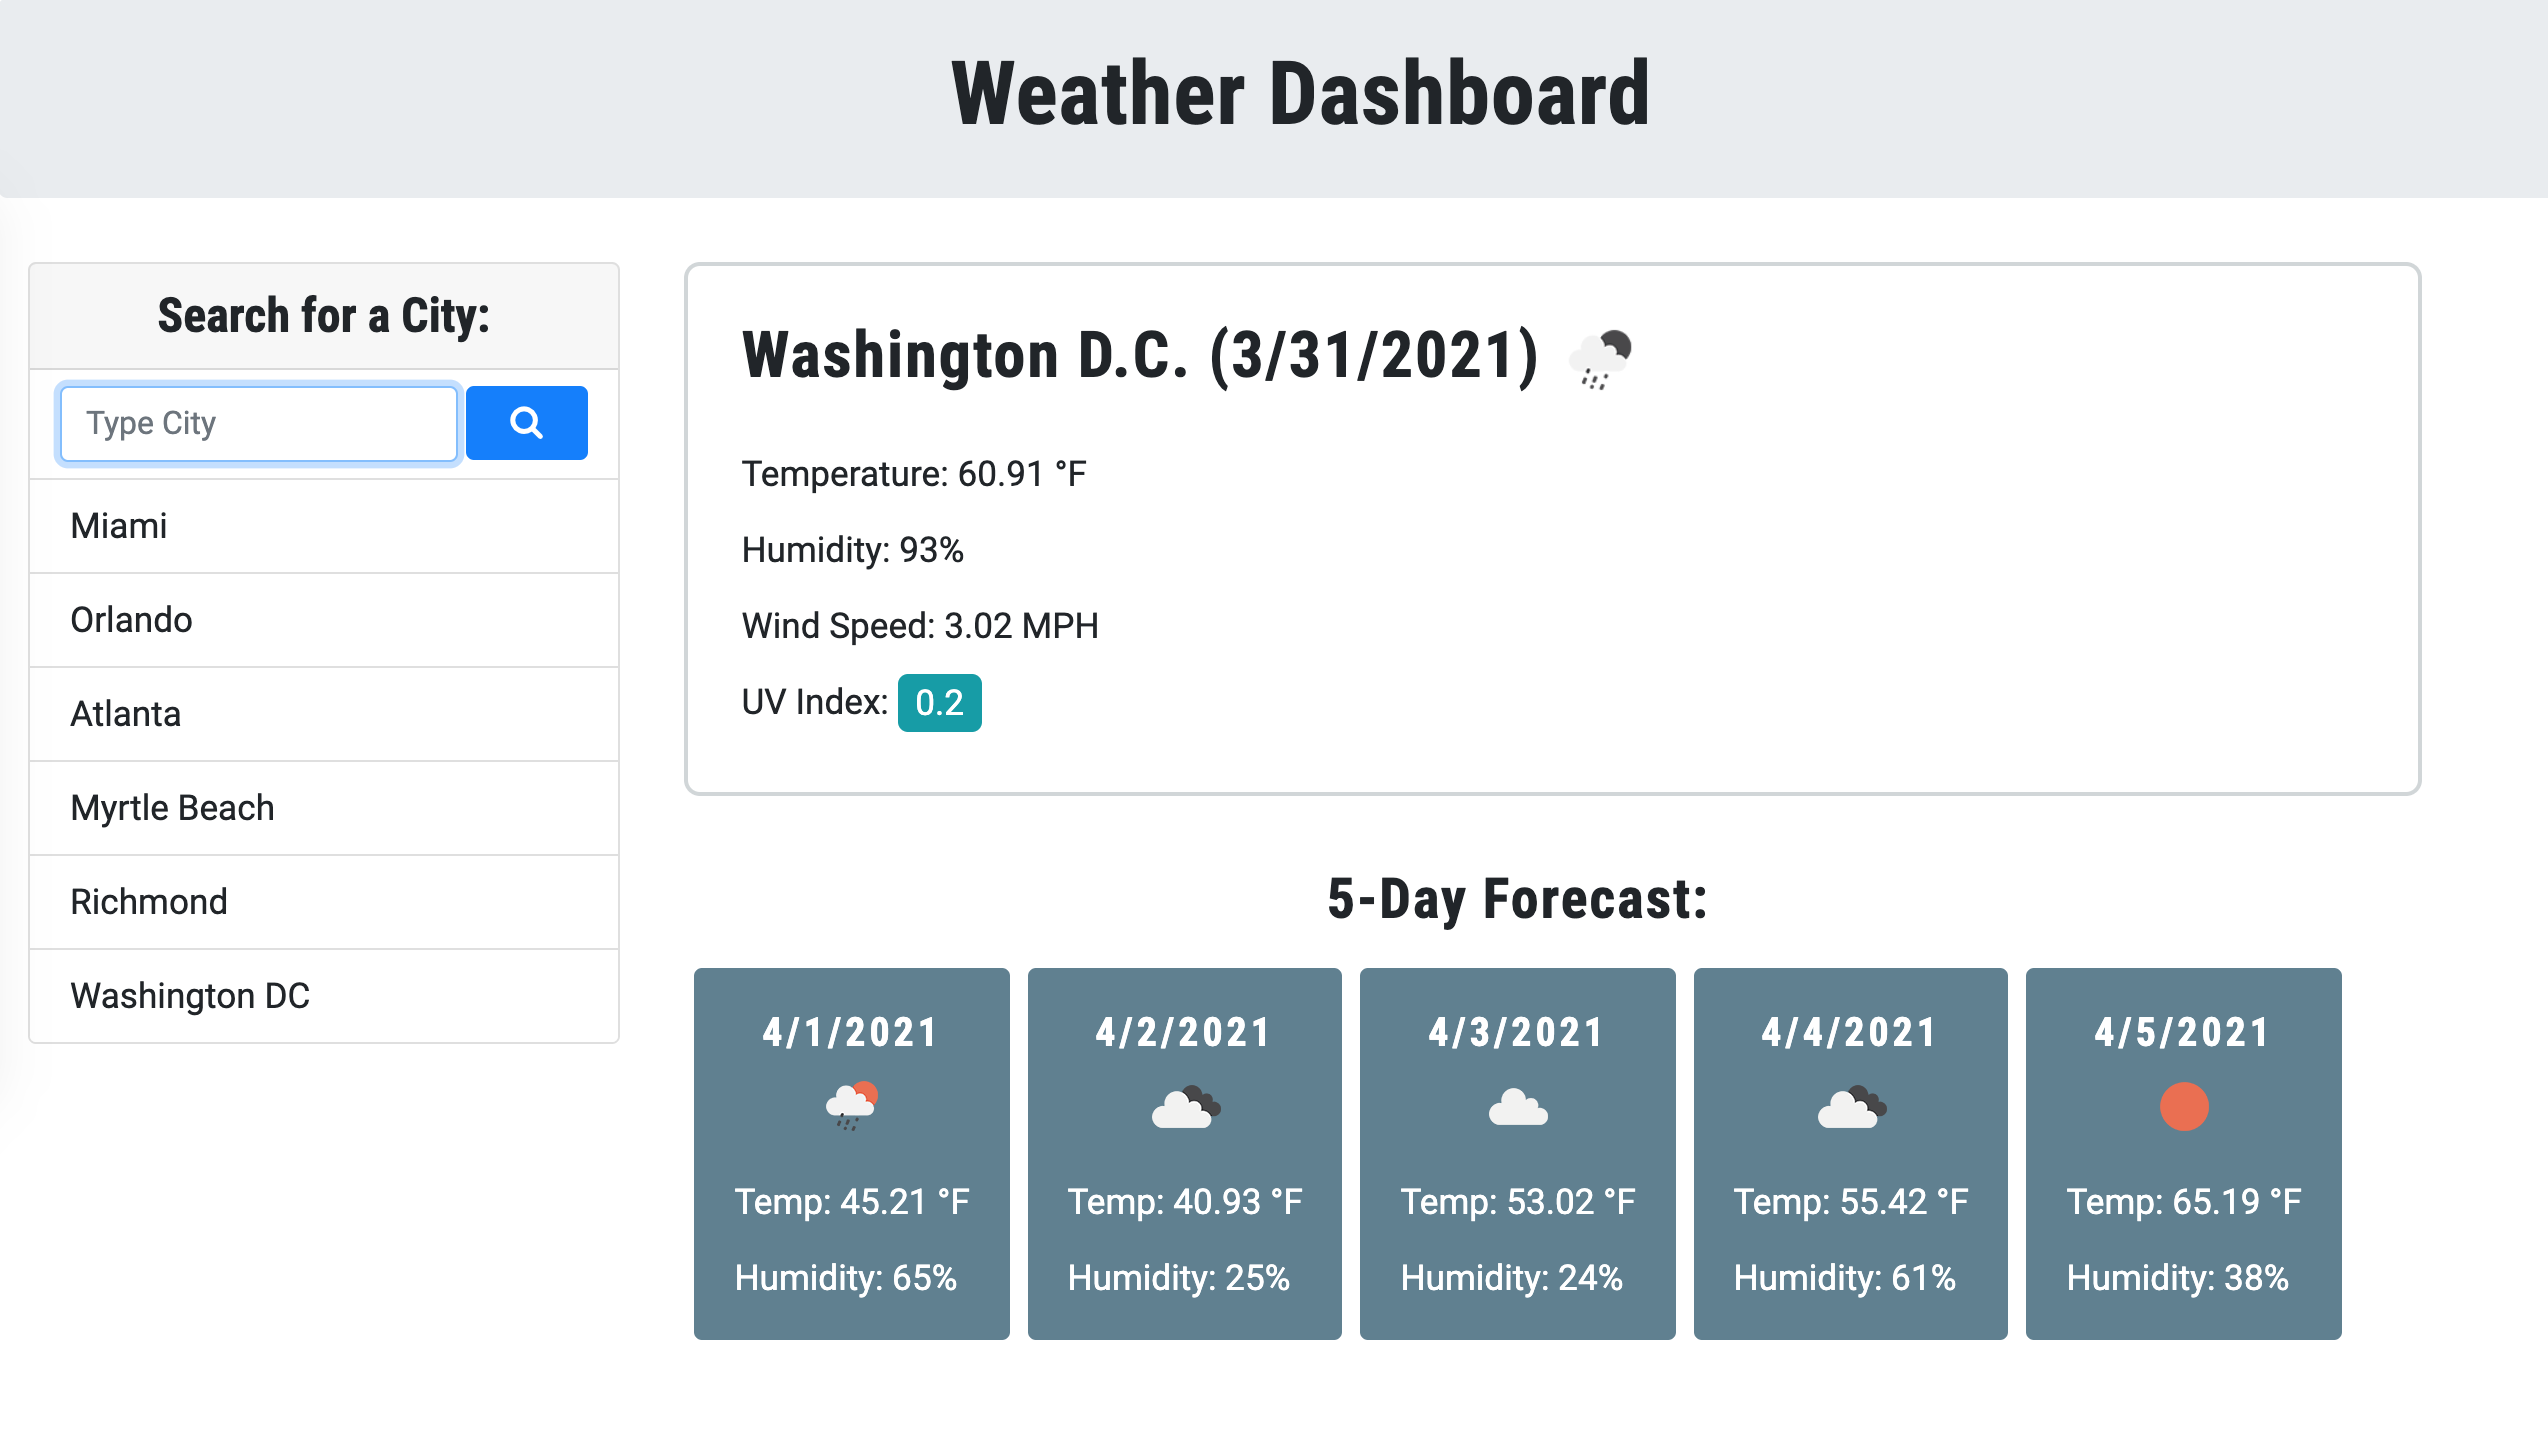 Weather Dashboard
Search for a City:
Type City
Miami
Orlando
Atlanta
Myrtle Beach
Richmond
Washington DC
Washington D.C. (3/31/2021)
Temperature: 60.91 °F
Humidity: 93%
Wind Speed: 3.02 MPH
UV Index: 0.2
5-Day Forecast:
4/1/2021
Temp: 45.21 °F
Humidity: 65%
4/2/2021
Temp: 40.93 °F
Humidity: 25%
4/3/2021
Temp: 53.02 °F
Humidity: 24%
4/4/2021
Temp: 55.42 °F
Humidity: 61%
4/5/2021
Temp: 65.19 °F
Humidity: 38%